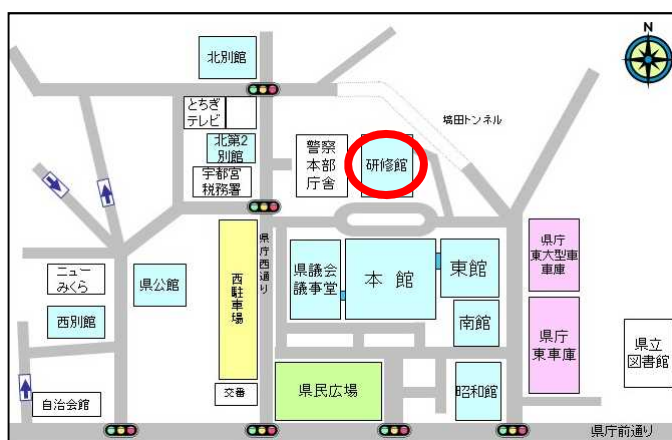 北別館
とちぎ
テレビ
北第2
別館
宇都宮
税務署
警察
本部
庁舎
研修館
塙田トンネル
ニュー
みくら
県公館
西別館
自治会館
西駐車場
交番
県庁西通り
県議会
議事堂
本館
東館
南館
県民広場
昭和館
県庁
東大型車
車庫
県庁
東車庫
県立
図書館
県庁前通り